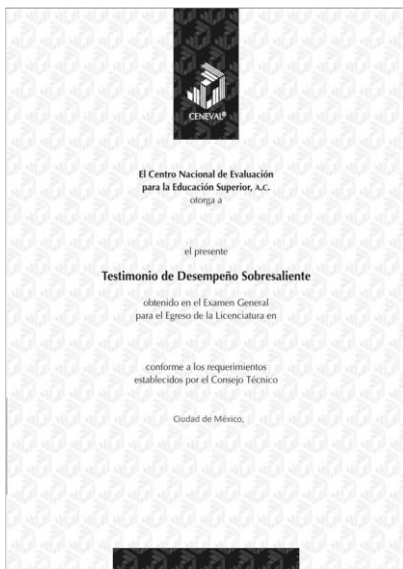 CENEVAL®
El Centro Nacional de Evaluación
para la Educación Superior, A.C.
otorga a
el presente
Testimonio de Desempeño Sobresaliente
obtenido en el Examen General
para el Egreso de la Licenciatura en
conforme a los requerimientos
establecidos por el Consejo Técnico
Ciudad de México,